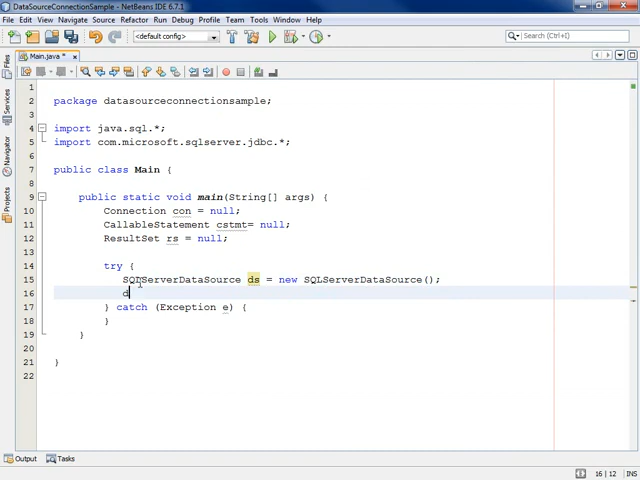 DataSourceConnectionSample - NetBeans IDE 6.7.1
File Edit View Navigate Source Refactor Run Debug Profile Team Tools Window Help
<default config>
Search (Ctrl+I)
Main.java *
Files
Services
Navigator
Projects
1
2 package datasourceconnectionsample;
3
4 import java.sql.*;
5 import com.microsoft.sqlserver.jdbc.*;
6
7 public class Main {
8
9 public static void main(String[] args) {
10 Connection con = null;
11 CallableStatement cstmt= null;
12 ResultSet rs = null;
13
14 try {
15 SQLServerDataSource ds = new SQLServerDataSource();
16 d
17 } catch (Exception e) {
18 }
19 }
20
21 }
22
Output Tasks
16 | 12 INS